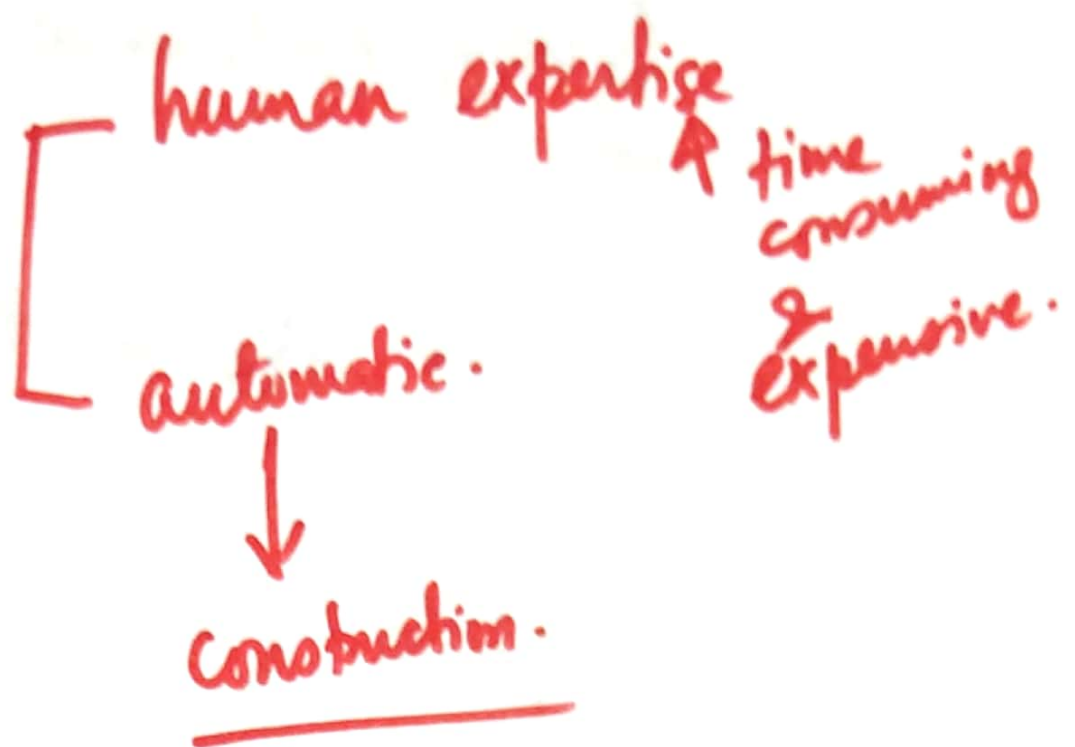 human expertise
time
consuming
&
expensive.
automatic.
construction.